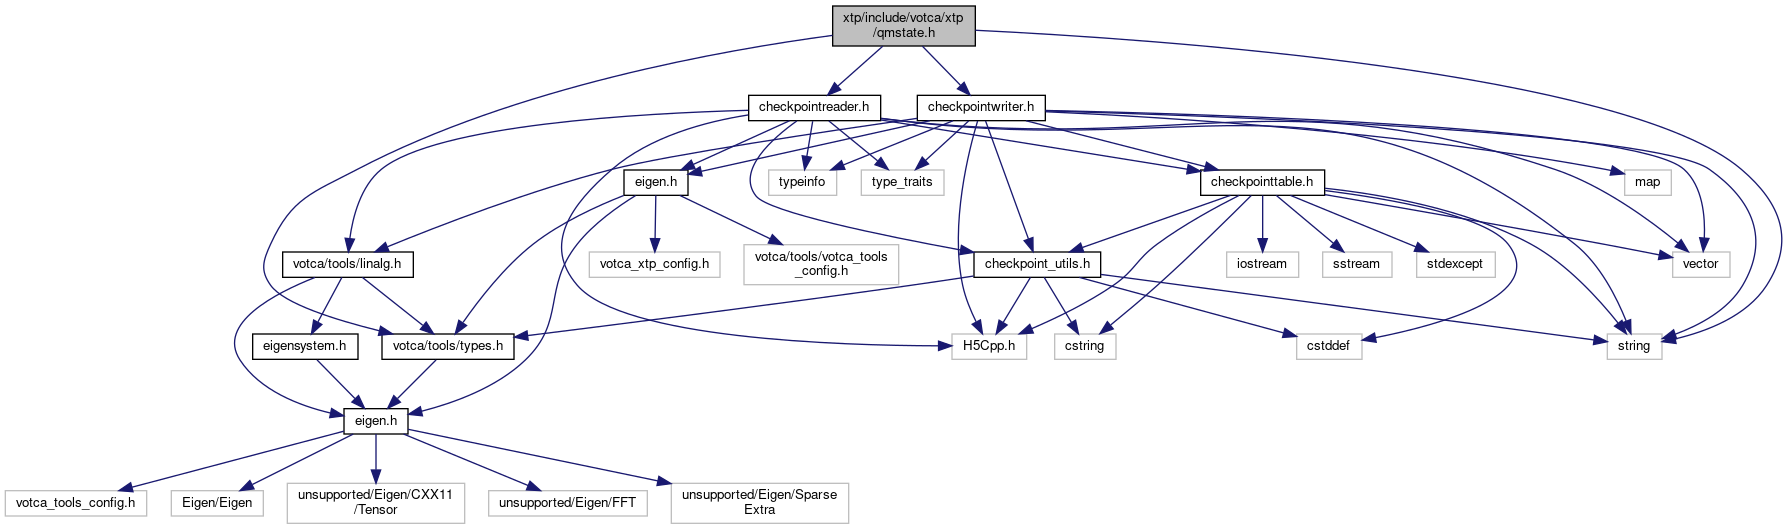 xtp/include/votca/xtp
/qmstate.h
checkpointreader.h
checkpointwriter.h
eigen.h
typeinfo
type_traits
checkpointtable.h
map
votca/tools/linalg.h
votca_xtp_config.h
votca/tools/votca_tools
_config.h
checkpoint_utils.h
iostream
sstream
stdexcept
vector
eigensystem.h
votca/tools/types.h
H5Cpp.h
cstring
cstddef
string
eigen.h
votca_tools_config.h
Eigen/Eigen
unsupported/Eigen/CXX11
/Tensor
unsupported/Eigen/FFT
unsupported/Eigen/Sparse
Extra